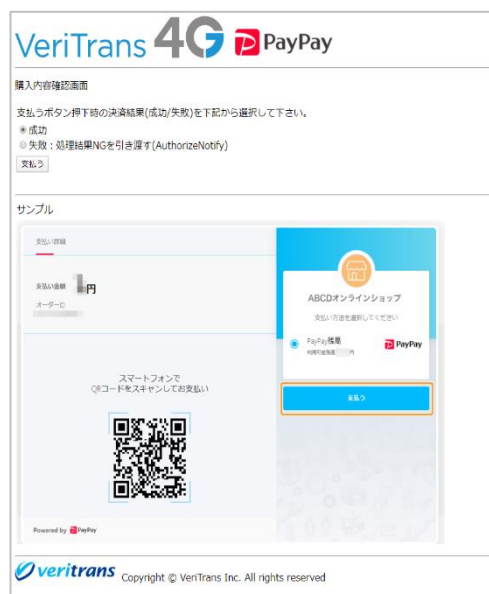 VeriTrans 4G PayPay
購入内容確認画面
支払うボタン押下時の決済結果(成功/失敗)を下記から選択して下さい。
成功
失敗：処理結果NGを引き渡す(AuthorizeNotify)
支払う
サンプル
支払い詳細
支払い金額 円
オーダーID
スマートフォンで
QRコードをスキャンしてお支払い
Powered by PayPay
ABCDオンラインショップ
支払い方法を選択してください
PayPay残高 PayPay
利用可能残高 円
支払う
veritrans Copyright © VeriTrans Inc. All rights reserved